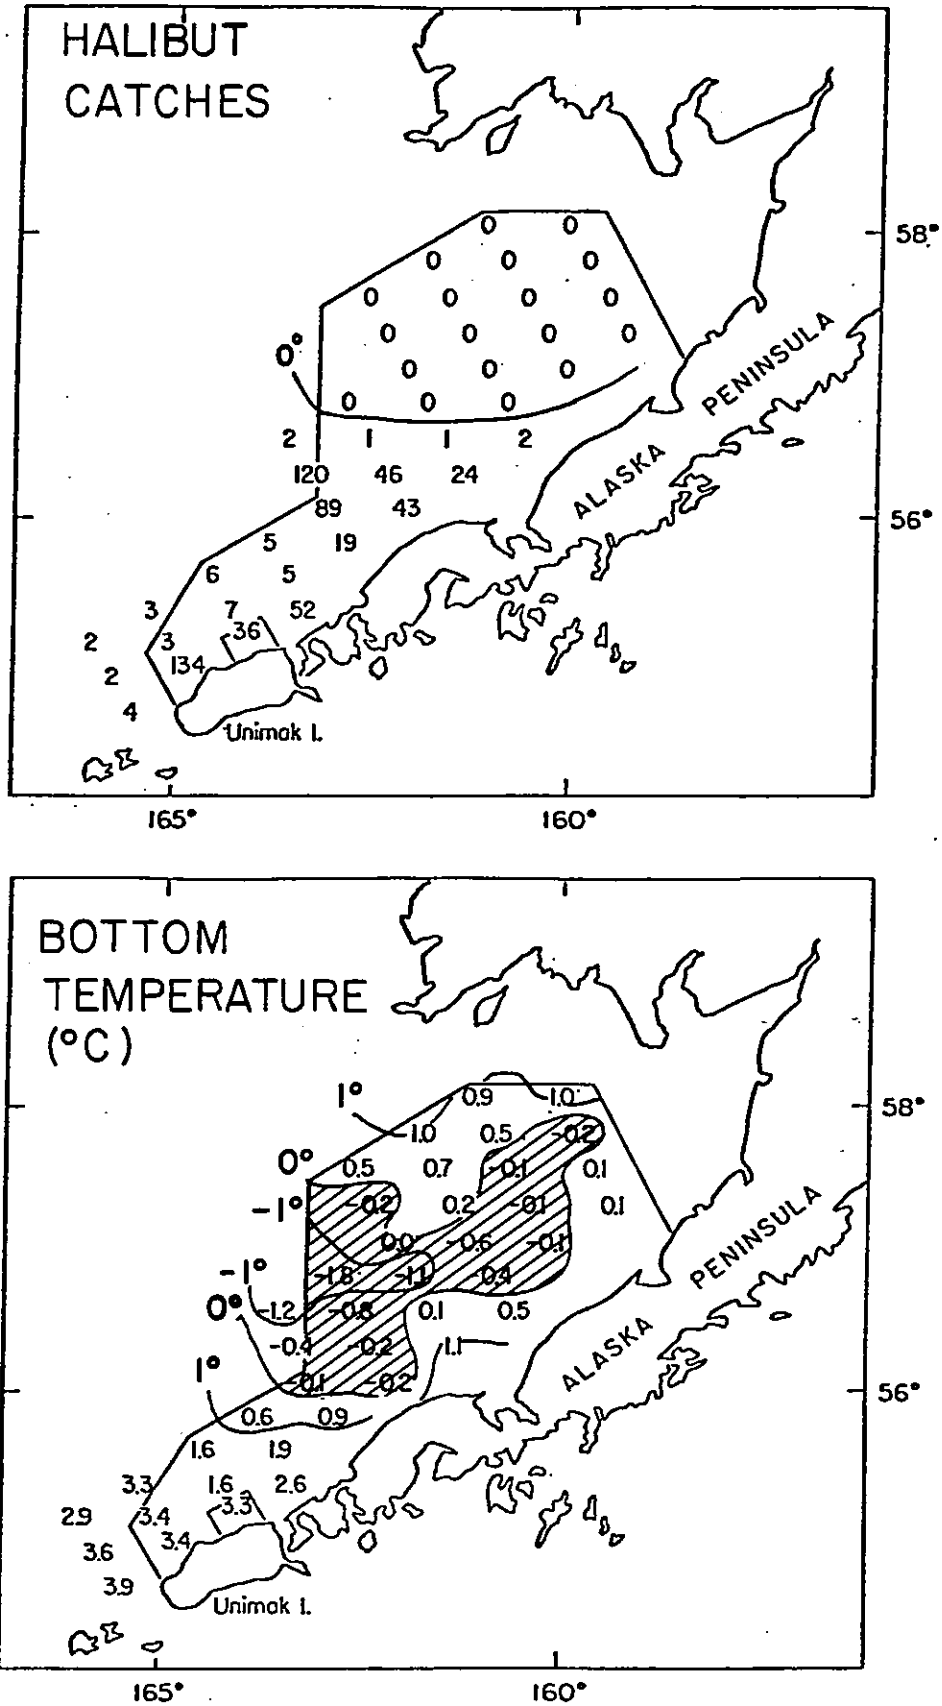 HALIBUT
CATCHES
0 0
58°
0 0 0
0 0 0 0
0 0 0 0
PENINSULA
0°
0 0 0
0 0 0
2 1 1 2
120 46 24
ALASKA
89 43
56°
5 19
6 5
3 7 52
36
2 3
134
2
4
Unimak I.
165° 160°
BOTTOM
TEMPERATURE
(°C)
1° 0.9 1.0
58°
1.0 0.5 -0.2
0° 0.5 0.7 -0.1 0.1
-1° -0.2 0.2 -0.1 0.1
PENINSULA
0.0 -0.6 -0.1
-1° -1.8 -1.1 -0.4
0° -1.2 -0.8 0.1 0.5
-0.4 -0.2 1.1
ALASKA
1° -0.1 -0.2
56°
0.6 0.9
1.6 1.9
3.3 1.6 2.6
3.3
2.9 3.4
3.4
3.6
3.9
Unimak I.
165° 160°